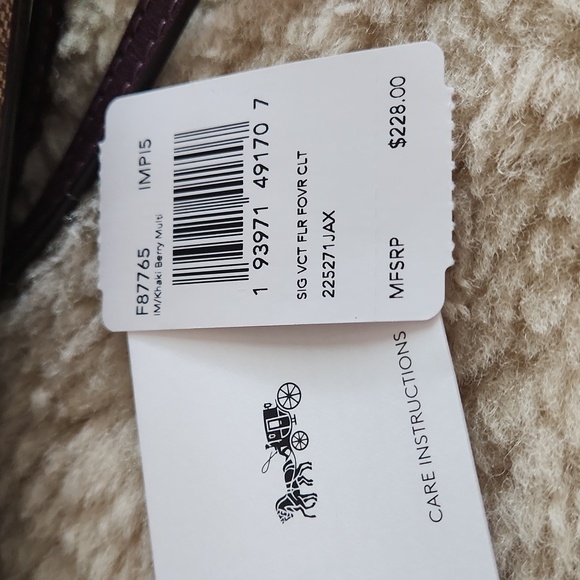 F87765 IMPI5
IM/Khaki Berry Multi
1 93971 49170 7
SIG VCT FLR FOVR CLT
225271JAX
MFSRP $228.00
CARE INSTRUCTIONS